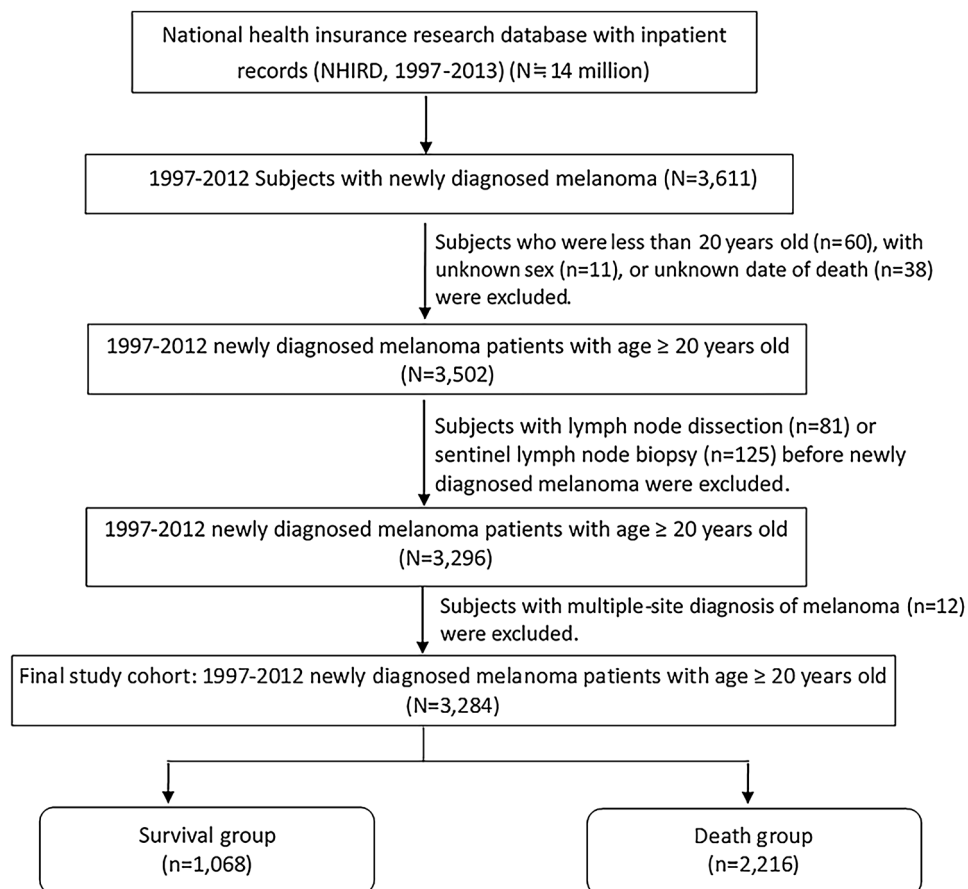 National health insurance research database with inpatient
records (NHIRD, 1997-2013) (N≒14 million)
1997-2012 Subjects with newly diagnosed melanoma (N=3,611)
Subjects who were less than 20 years old (n=60), with
unknown sex (n=11), or unknown date of death (n=38)
were excluded.
1997-2012 newly diagnosed melanoma patients with age ≥ 20 years old
(N=3,502)
Subjects with lymph node dissection (n=81) or
sentinel lymph node biopsy (n=125) before newly
diagnosed melanoma were excluded.
1997-2012 newly diagnosed melanoma patients with age ≥ 20 years old
(N=3,296)
Subjects with multiple-site diagnosis of melanoma (n=12)
were excluded.
Final study cohort: 1997-2012 newly diagnosed melanoma patients with age ≥ 20 years old
(N=3,284)
Survival group
(n=1,068)
Death group
(n=2,216)